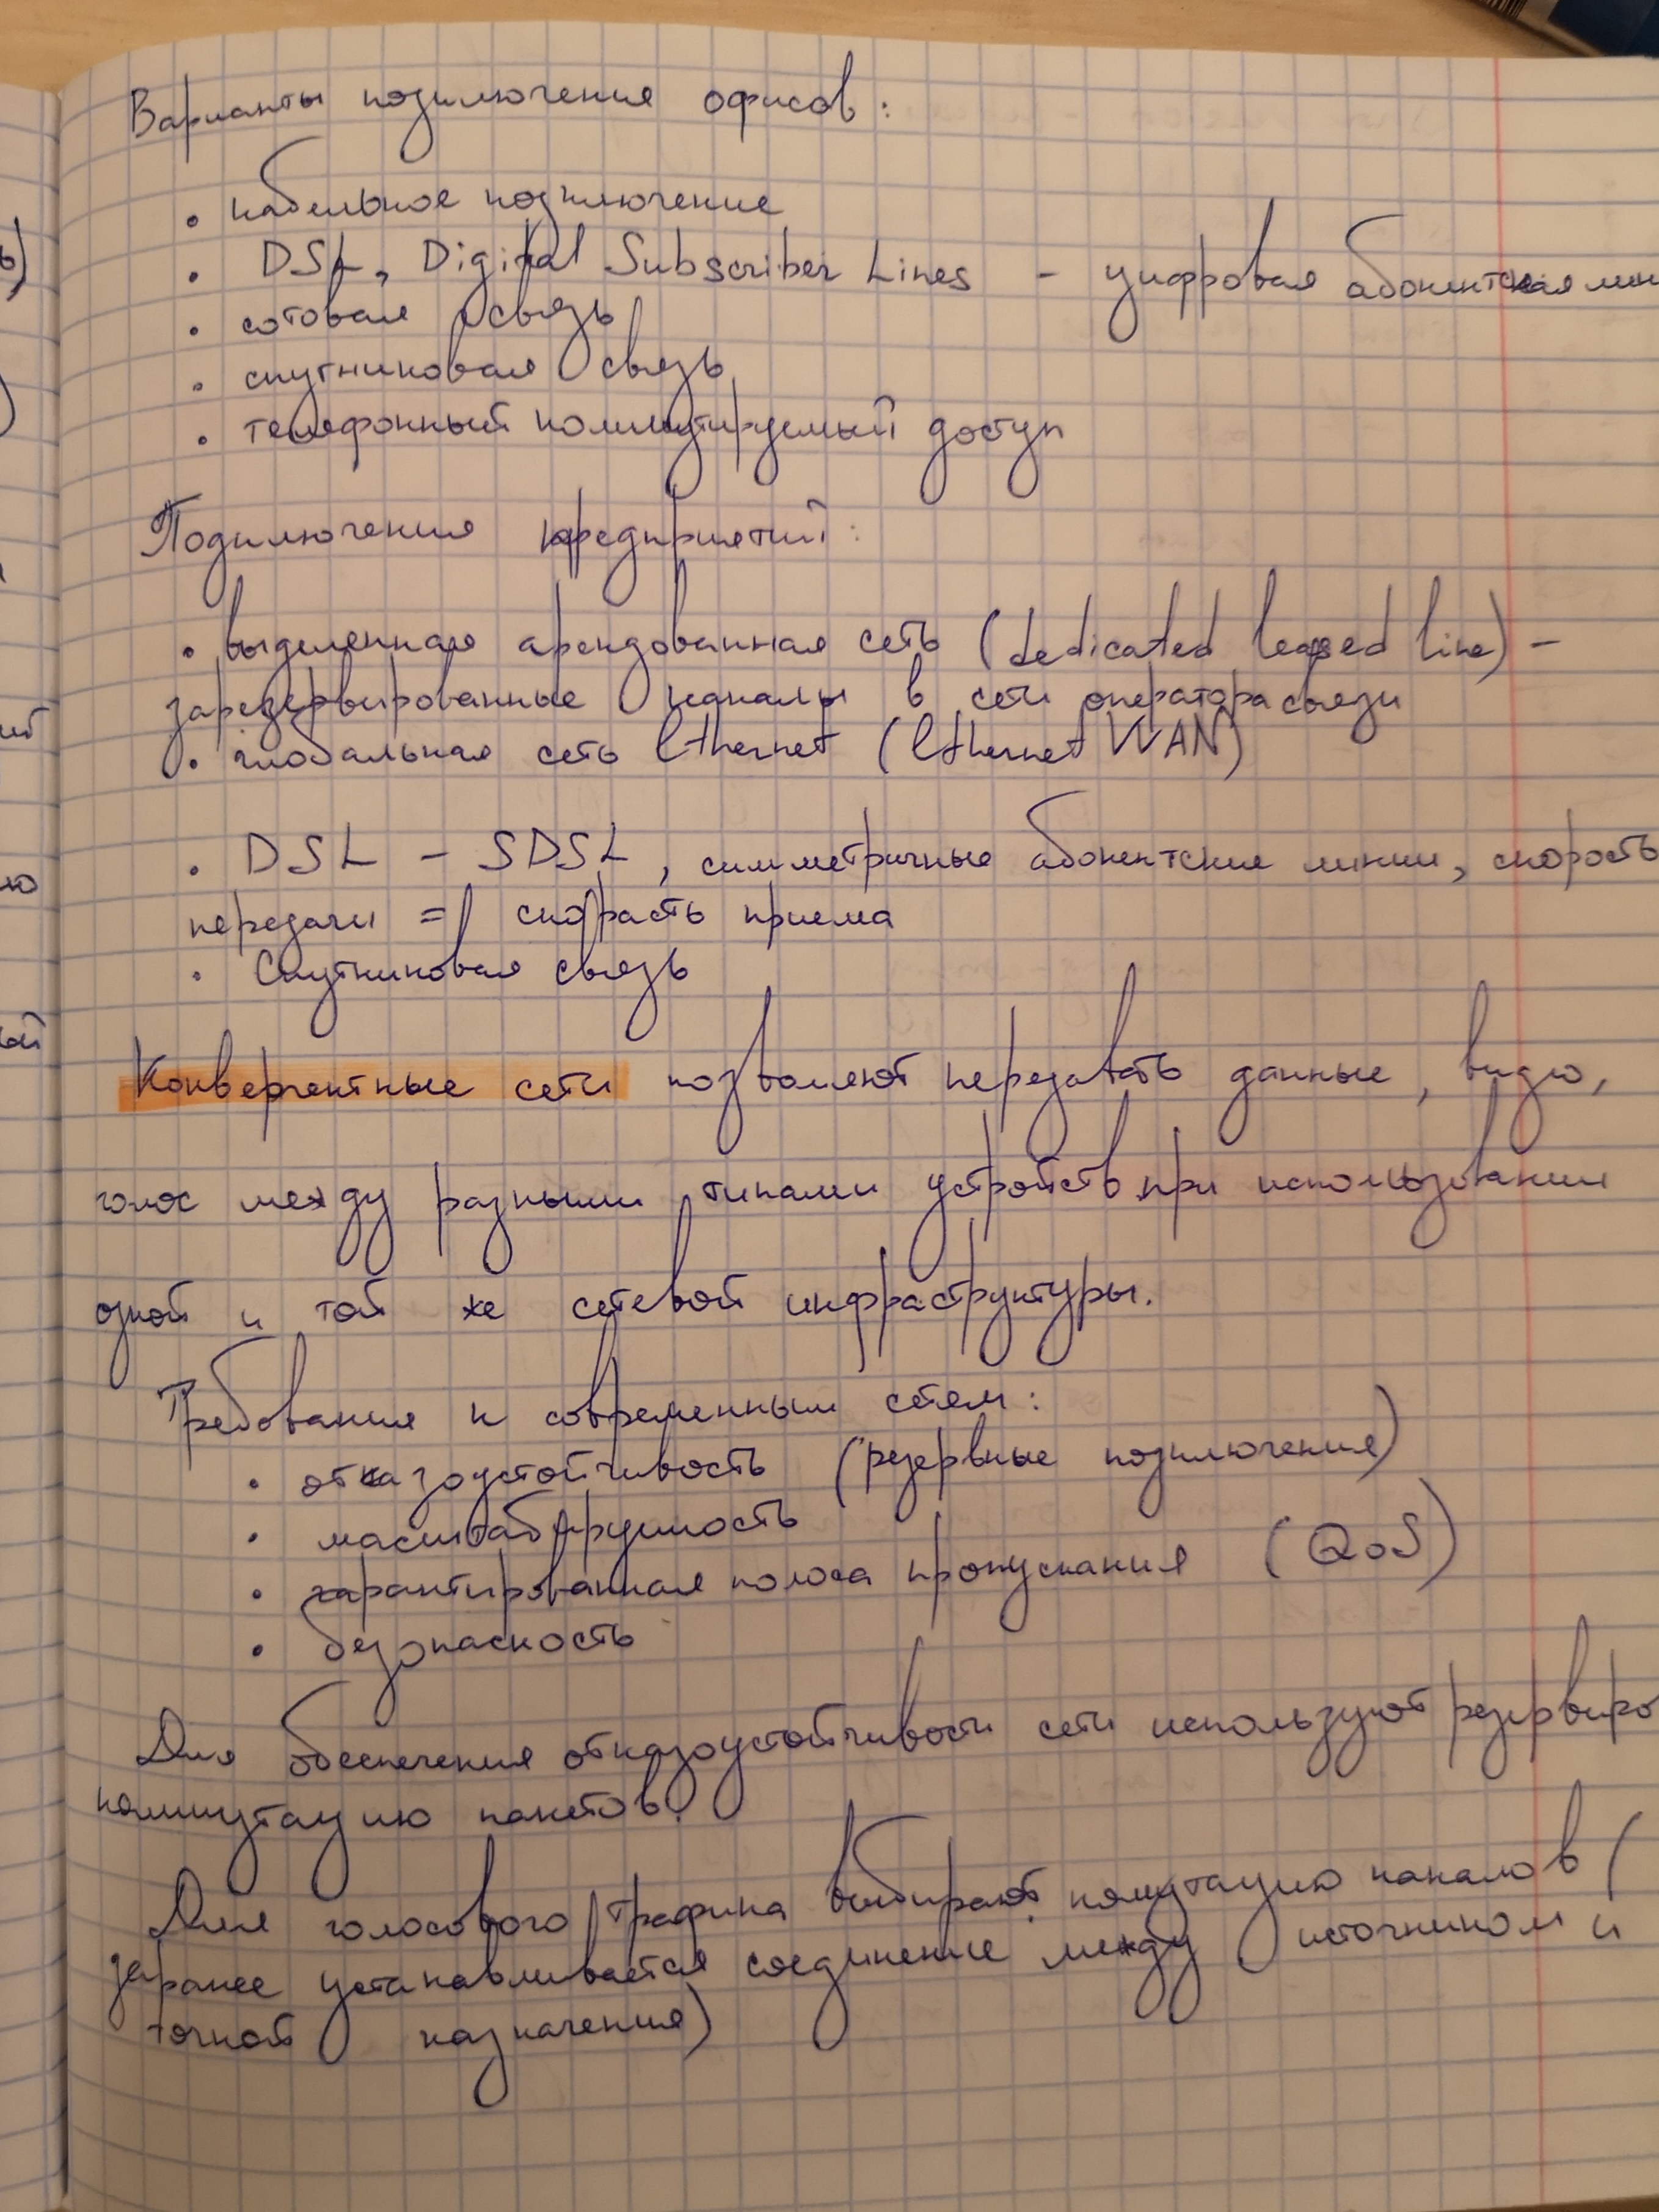 Варианты подключения офисов:
• кабельное подключение
• DSL, Digital Subscriber Lines - цифровая абонентская лин
• сотовая связь
• спутниковая связь
• телефонный коммутируемый доступ
Подключения предприятий:
• выделенная арендованная сеть (dedicated leased line) -
зарезервированные каналы в сети оператора связи
• глобальная сеть Ethernet (Ethernet WAN)
• DSL - SDSL, симметричные абонентские линии, скорость
передачи = скорость приема
• Спутниковая связь
Конвергентные сети позволяют передавать данные, видео,
голос между разными типами устройств при использовании
одной и той же сетевой инфраструктуры.
Требования к современным сетям:
• отказоустойчивость (резервные подключения)
• масштабируемость
• гарантированная полоса пропускания (QoS)
• безопасность
Для обеспечения отказоустойчивости сети используют резервиро
коммутацию пакетов.
Для голосового трафика выбирают комутацию каналов (
заранее устанавливается соединение между источником и
точкой назначения)